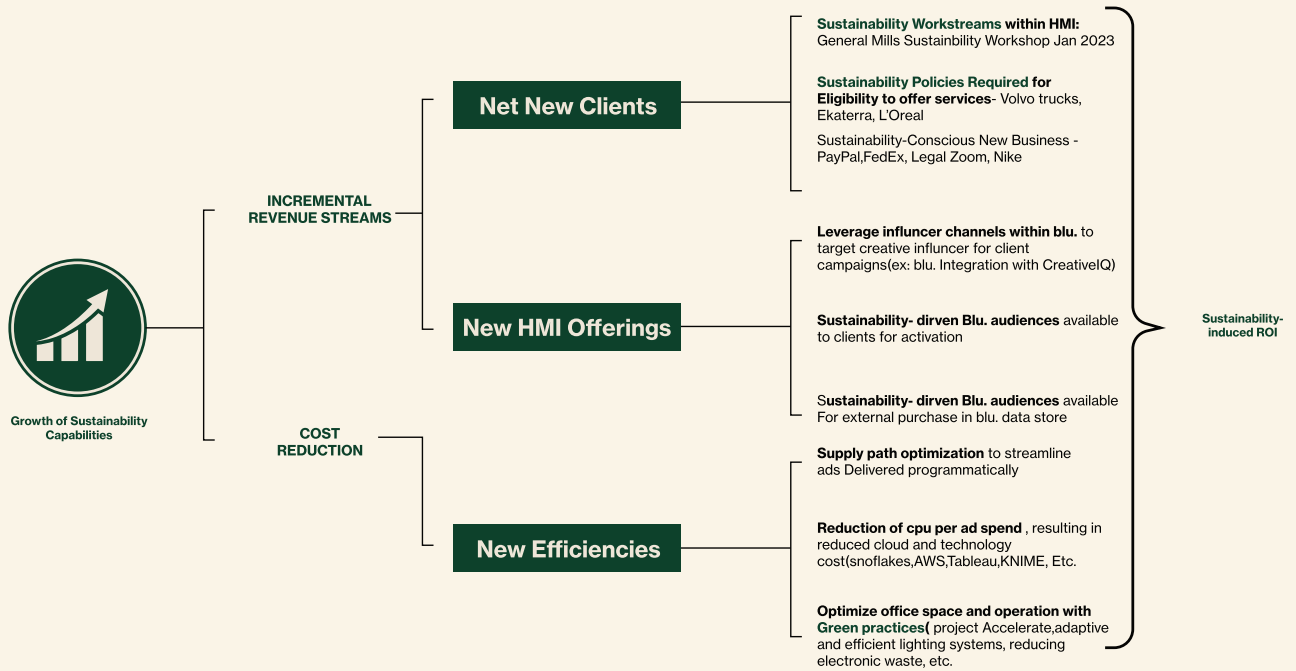 Sustainability Workstreams within HMI:
General Mills Sustainbility Workshop Jan 2023
Sustainability Policies Required for
Eligibility to offer services- Volvo trucks,
Ekaterra, L'Oreal
Sustainability-Conscious New Business -
PayPal,FedEx, Legal Zoom, Nike
Net New Clients
INCREMENTAL
REVENUE STREAMS
Leverage influncer channels within blu. to
target creative influncer for client
campaigns(ex: blu. Integration with CreativeIQ)
New HMI Offerings
Sustainability- dirven Blu. audiences available
to clients for activation
Sustainability- dirven Blu. audiences available
For external purchase in blu. data store
Growth of Sustainability
Capabilities
COST
REDUCTION
Supply path optimization to streamline
ads Delivered programmatically
New Efficiencies
Reduction of cpu per ad spend , resulting in
reduced cloud and technology
cost(snoflakes,AWS,Tableau,KNIME, Etc.
Optimize office space and operation with
Green practices( project Accelerate,adaptive
and efficient lighting systems, reducing
electronic waste, etc.
Sustainability-
induced ROI